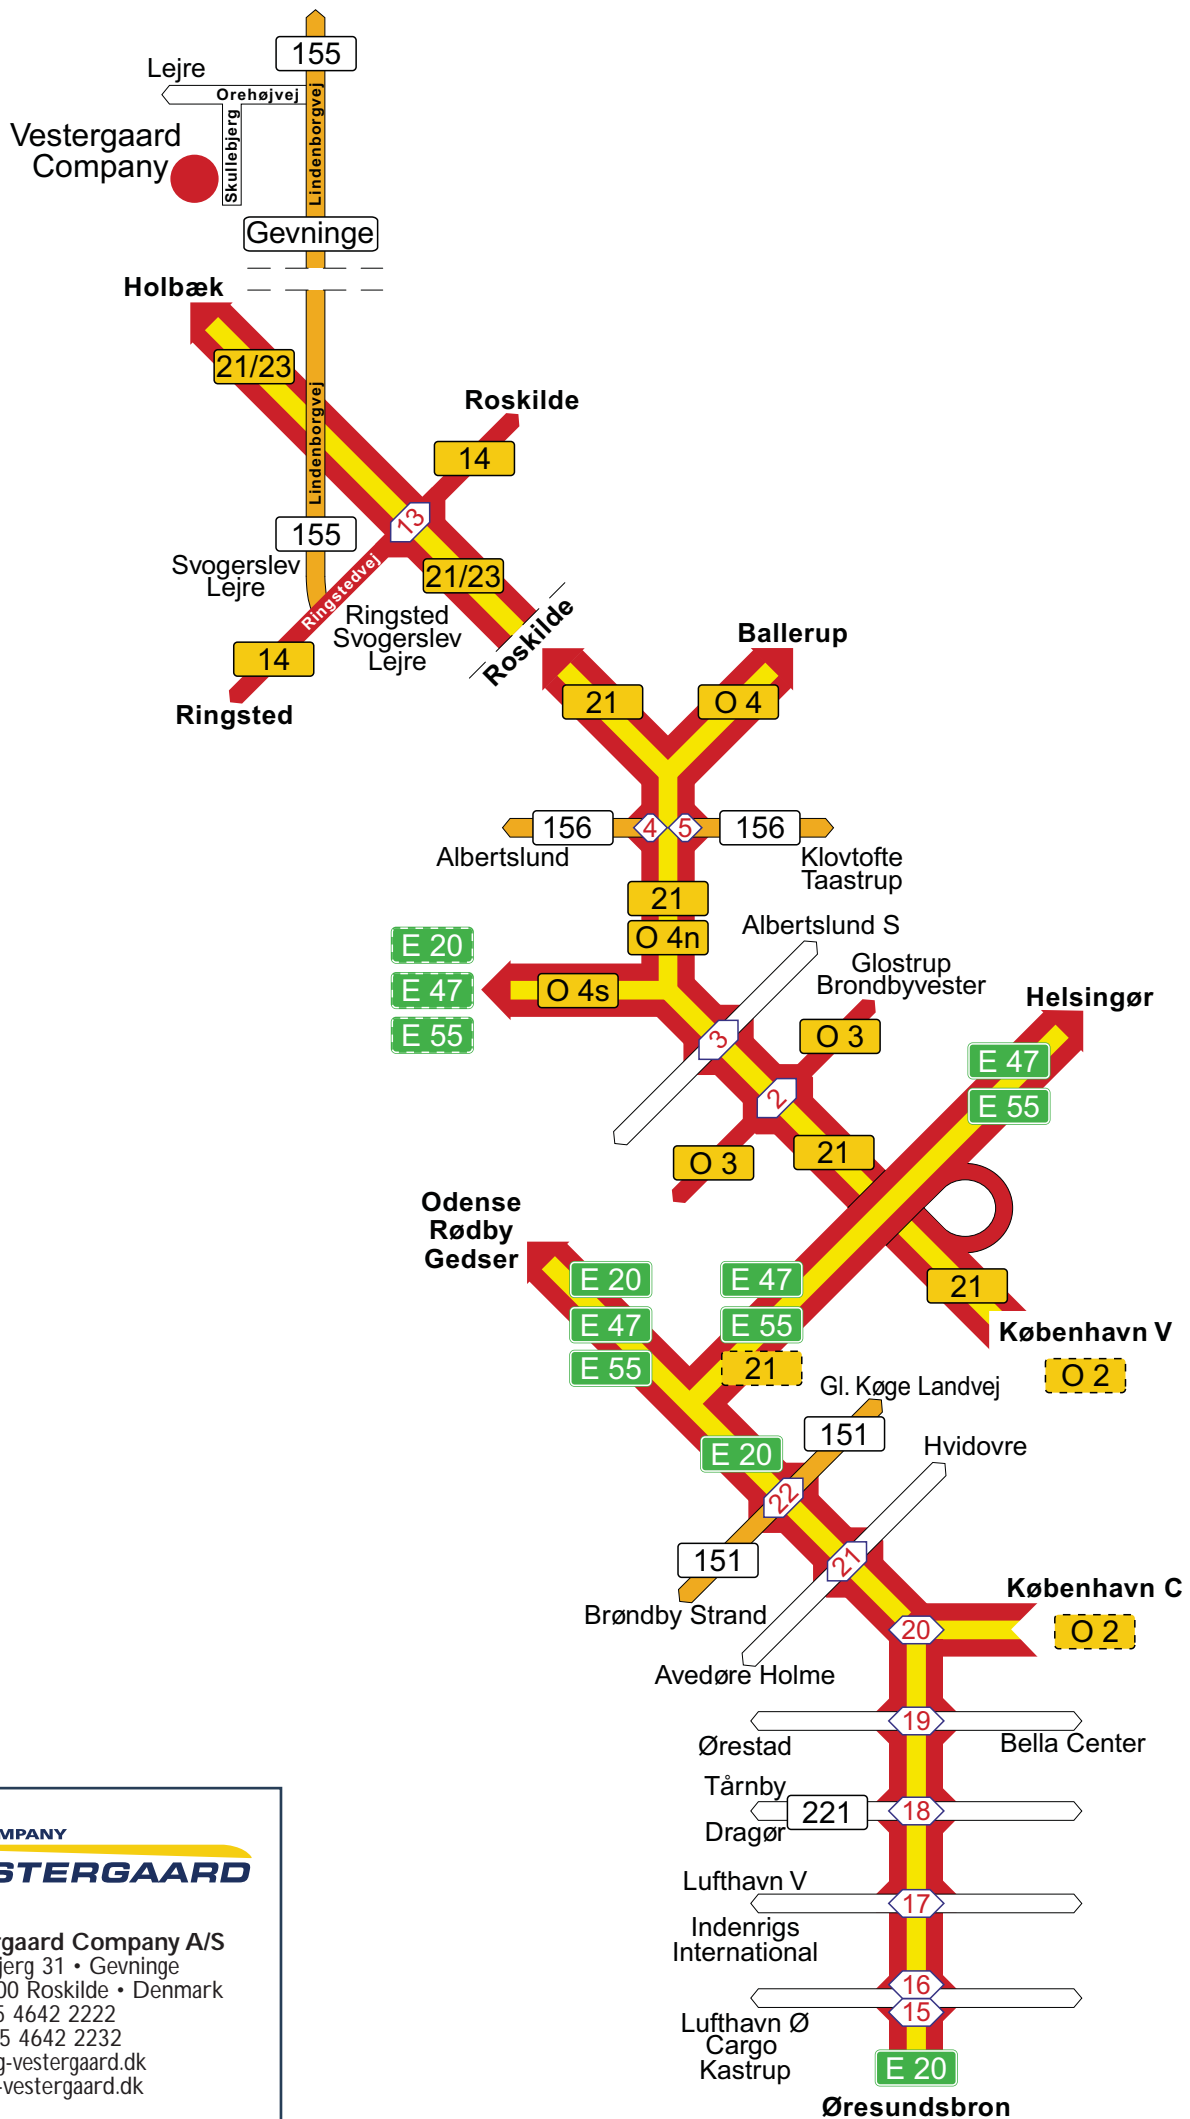 155
Lejre
Orehøjvej
Skullebjerg
Lindenborgvej
Vestergaard
Company
Gevninge
Holbæk
21/23
Lindenborgvej
Roskilde
14
13
155
Svogerslev
Lejre
Ringstedvej
21/23
Ringsted
Svogerslev
Lejre
14
Ringsted
Roskilde
Ballerup
21
O 4
156
4
5
156
Albertslund
Klovtofte
Taastrup
21
O 4n
Albertslund S
E 20
E 47
E 55
O 4s
Glostrup
Brondbyvester
Helsingør
3
O 3
E 47
E 55
2
O 3
21
Odense
Rødby
Gedser
E 20
E 47
E 55
E 47
E 55
21
21
København V
O 2
Gl. Køge Landvej
151
Hvidovre
E 20
22
151
21
Brøndby Strand
København C
O 2
20
Avedøre Holme
19
Ørestad
Bella Center
Tårnby
221
18
Dragør
Lufthavn V
17
Indenrigs
International
16
15
Lufthavn Ø
Cargo
Kastrup
E 20
Øresundsbron
MPANY
STERGAARD
rgaard Company A/S
jerg 31 • Gevninge
00 Roskilde • Denmark
5 4642 2222
5 4642 2232
g-vestergaard.dk
-vestergaard.dk